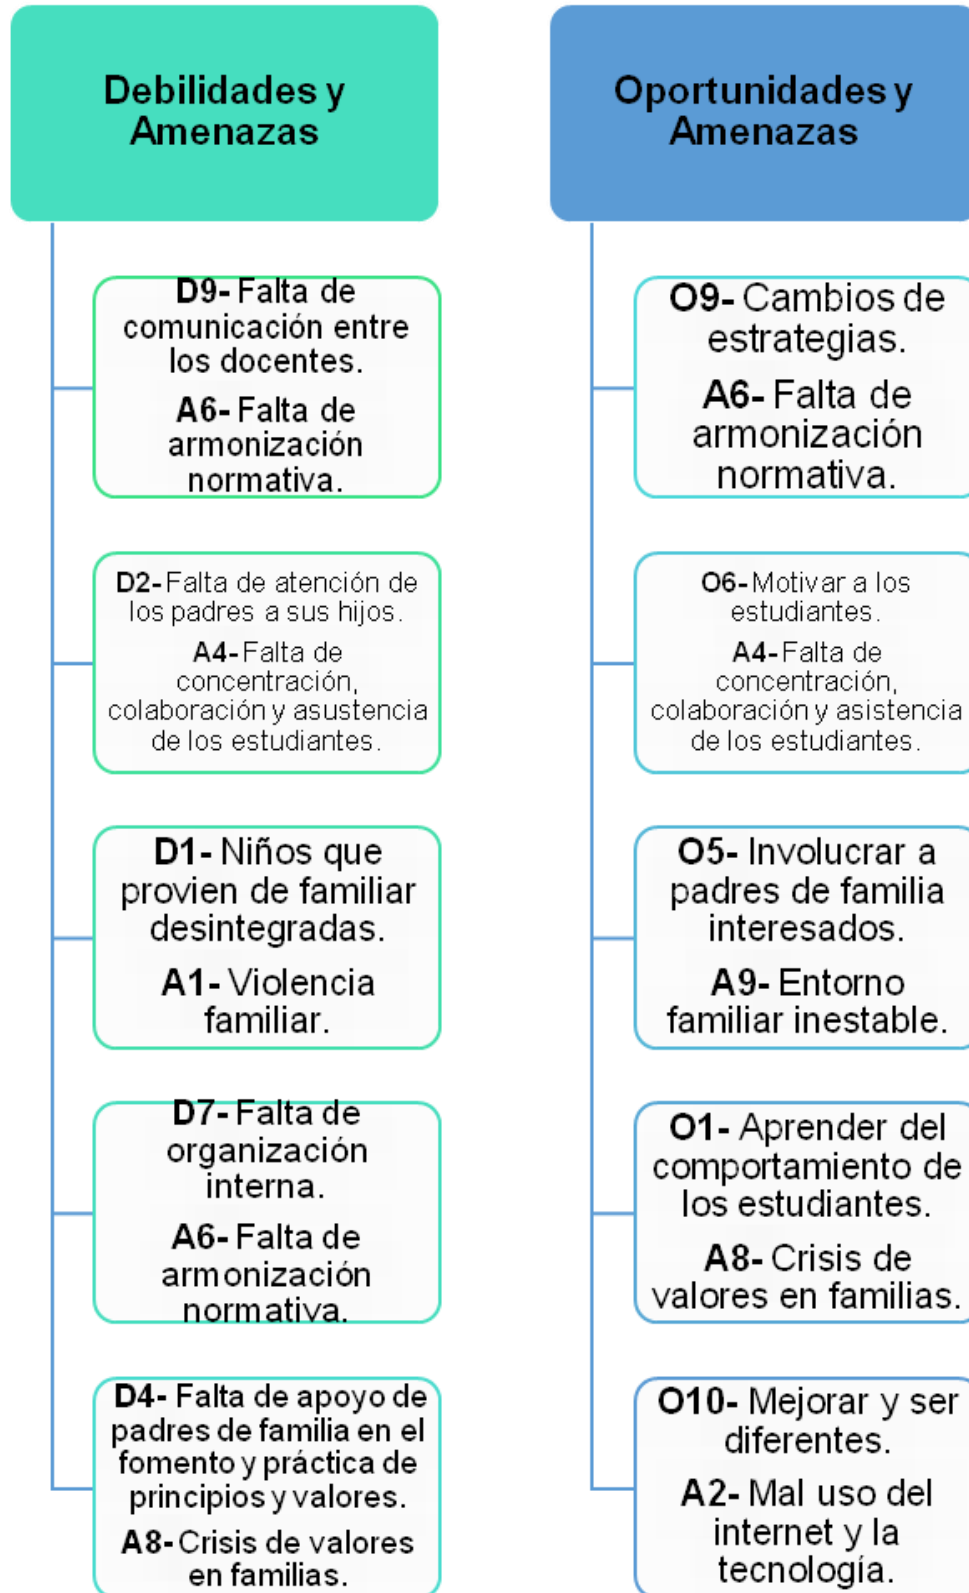 Debilidades y
Amenazas
D9- Falta de
comunicación entre
los docentes.
A6- Falta de
armonización
normativa.
D2- Falta de atención de
los padres a sus hijos.
A4- Falta de
concentración,
colaboración y asustencia
de los estudiantes.
D1- Niños que
provien de familiar
desintegradas.
A1- Violencia
familiar.
D7- Falta de
organización
interna.
A6- Falta de
armonización
normativa.
D4- Falta de apoyo de
padres de familia en el
fomento y práctica de
principios y valores.
A8- Crisis de valores
en familias.
Oportunidades y
Amenazas
O9- Cambios de
estrategias.
A6- Falta de
armonización
normativa.
O6- Motivar a los
estudiantes.
A4- Falta de
concentración,
colaboración y asistencia
de los estudiantes.
O5- Involucrar a
padres de familia
interesados.
A9- Entorno
familiar inestable.
O1- Aprender del
comportamiento de
los estudiantes.
A8- Crisis de
valores en familias.
O10- Mejorar y ser
diferentes.
A2- Mal uso del
internet y la
tecnología.